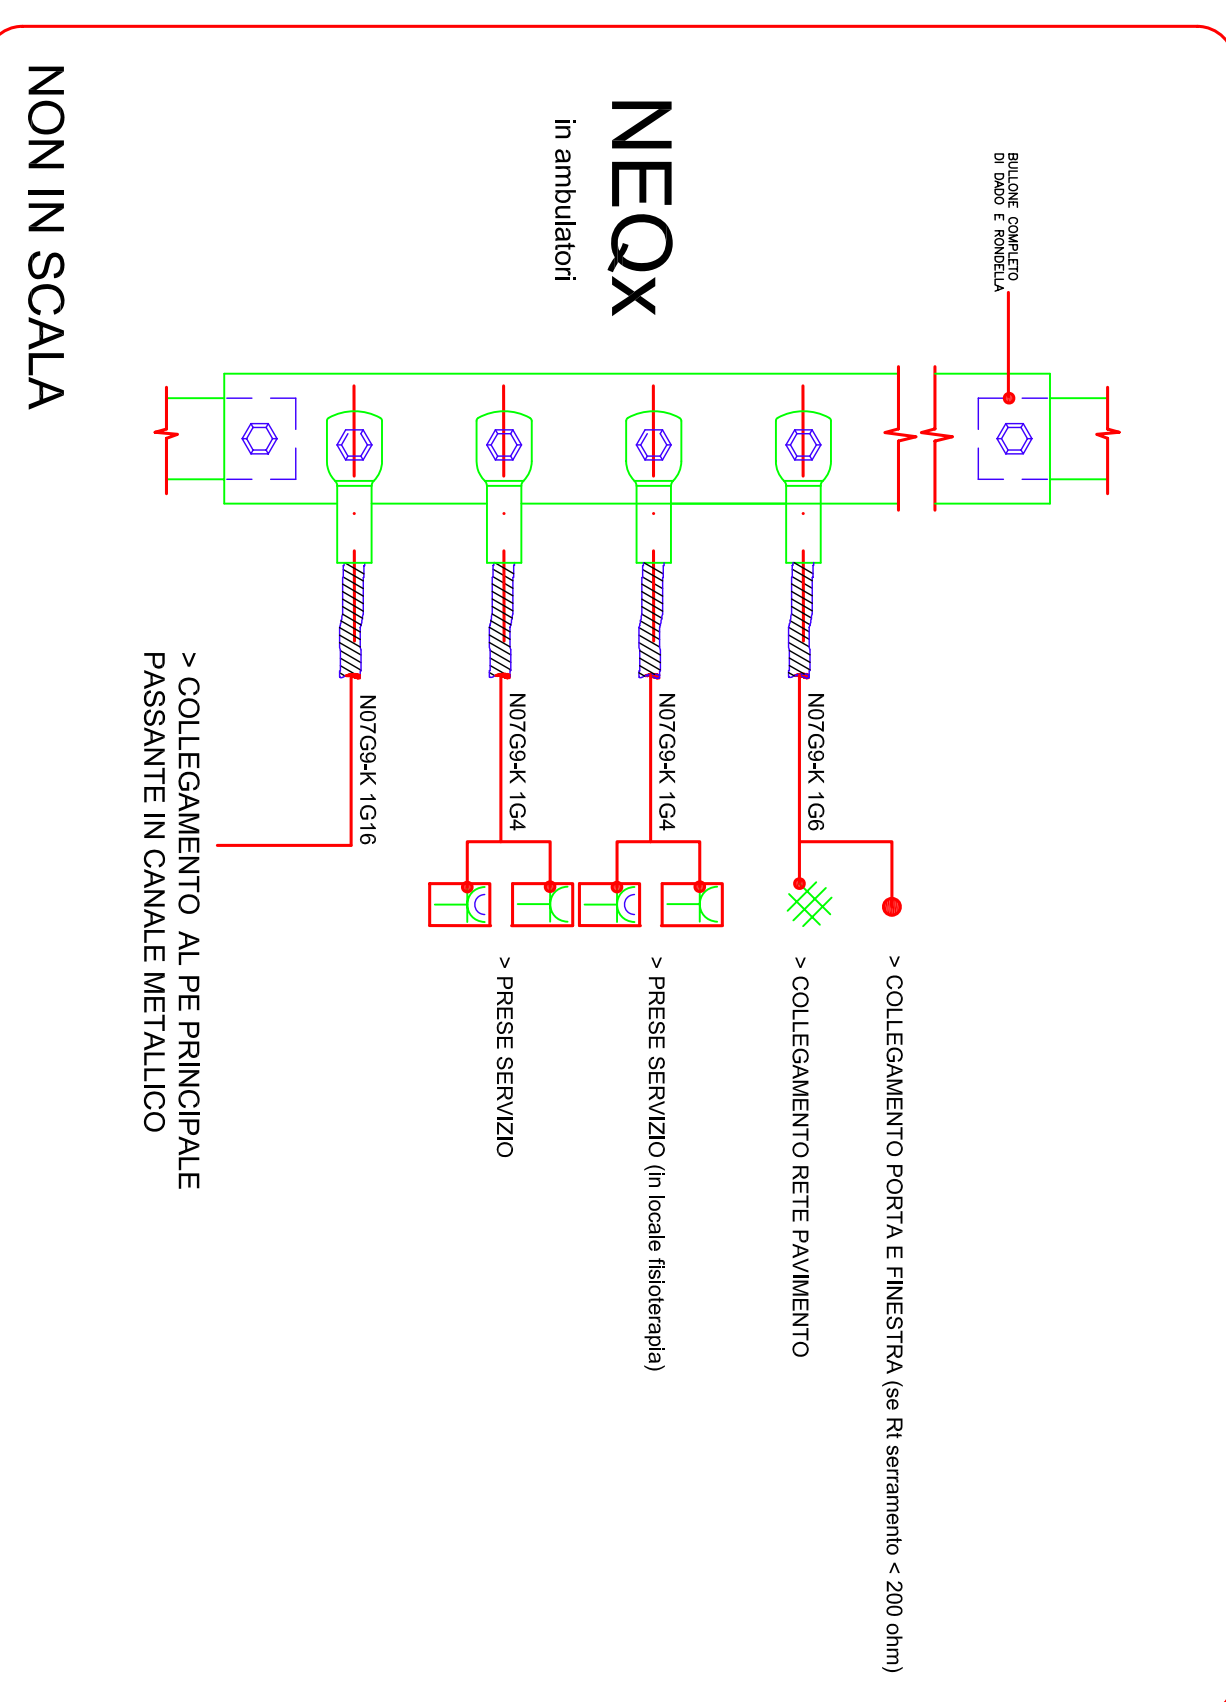 BULLONE COMPLETO
DI DADO E RONDELLA
NEQx
in ambulatori
N07G9-K 1G6
> COLLEGAMENTO PORTA E FINESTRA (se Rt serramento < 200 ohm)
> COLLEGAMENTO RETE PAVIMENTO
N07G9-K 1G4
> PRESE SERVIZIO (in locale fisioterapia)
N07G9-K 1G4
> PRESE SERVIZIO
N07G9-K 1G16
> COLLEGAMENTO AL PE PRINCIPALE
PASSANTE IN CANALE METALLICO
NON IN SCALA